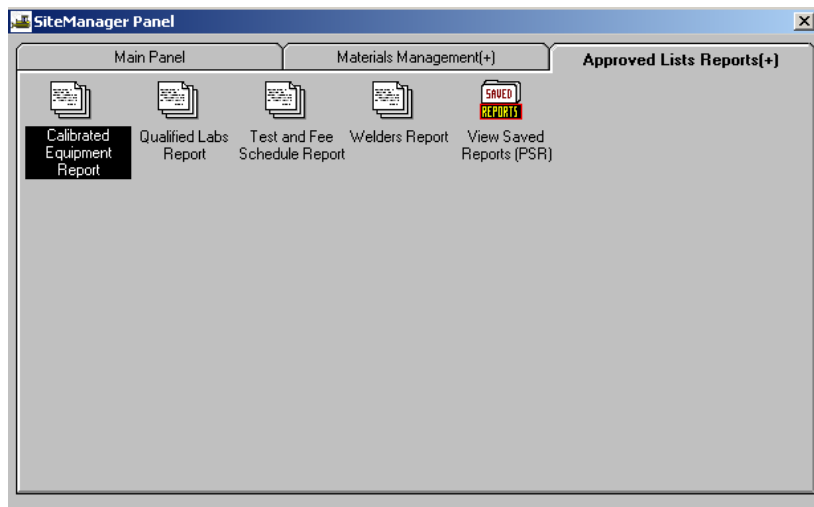 SiteManager Panel
Main Panel
Materials Management(+)
Approved Lists Reports(+)
SAVED
REPORTS
Calibrated
Equipment
Report
Qualified Labs
Report
Test and Fee
Schedule Report
Welders Report
View Saved
Reports (PSR)